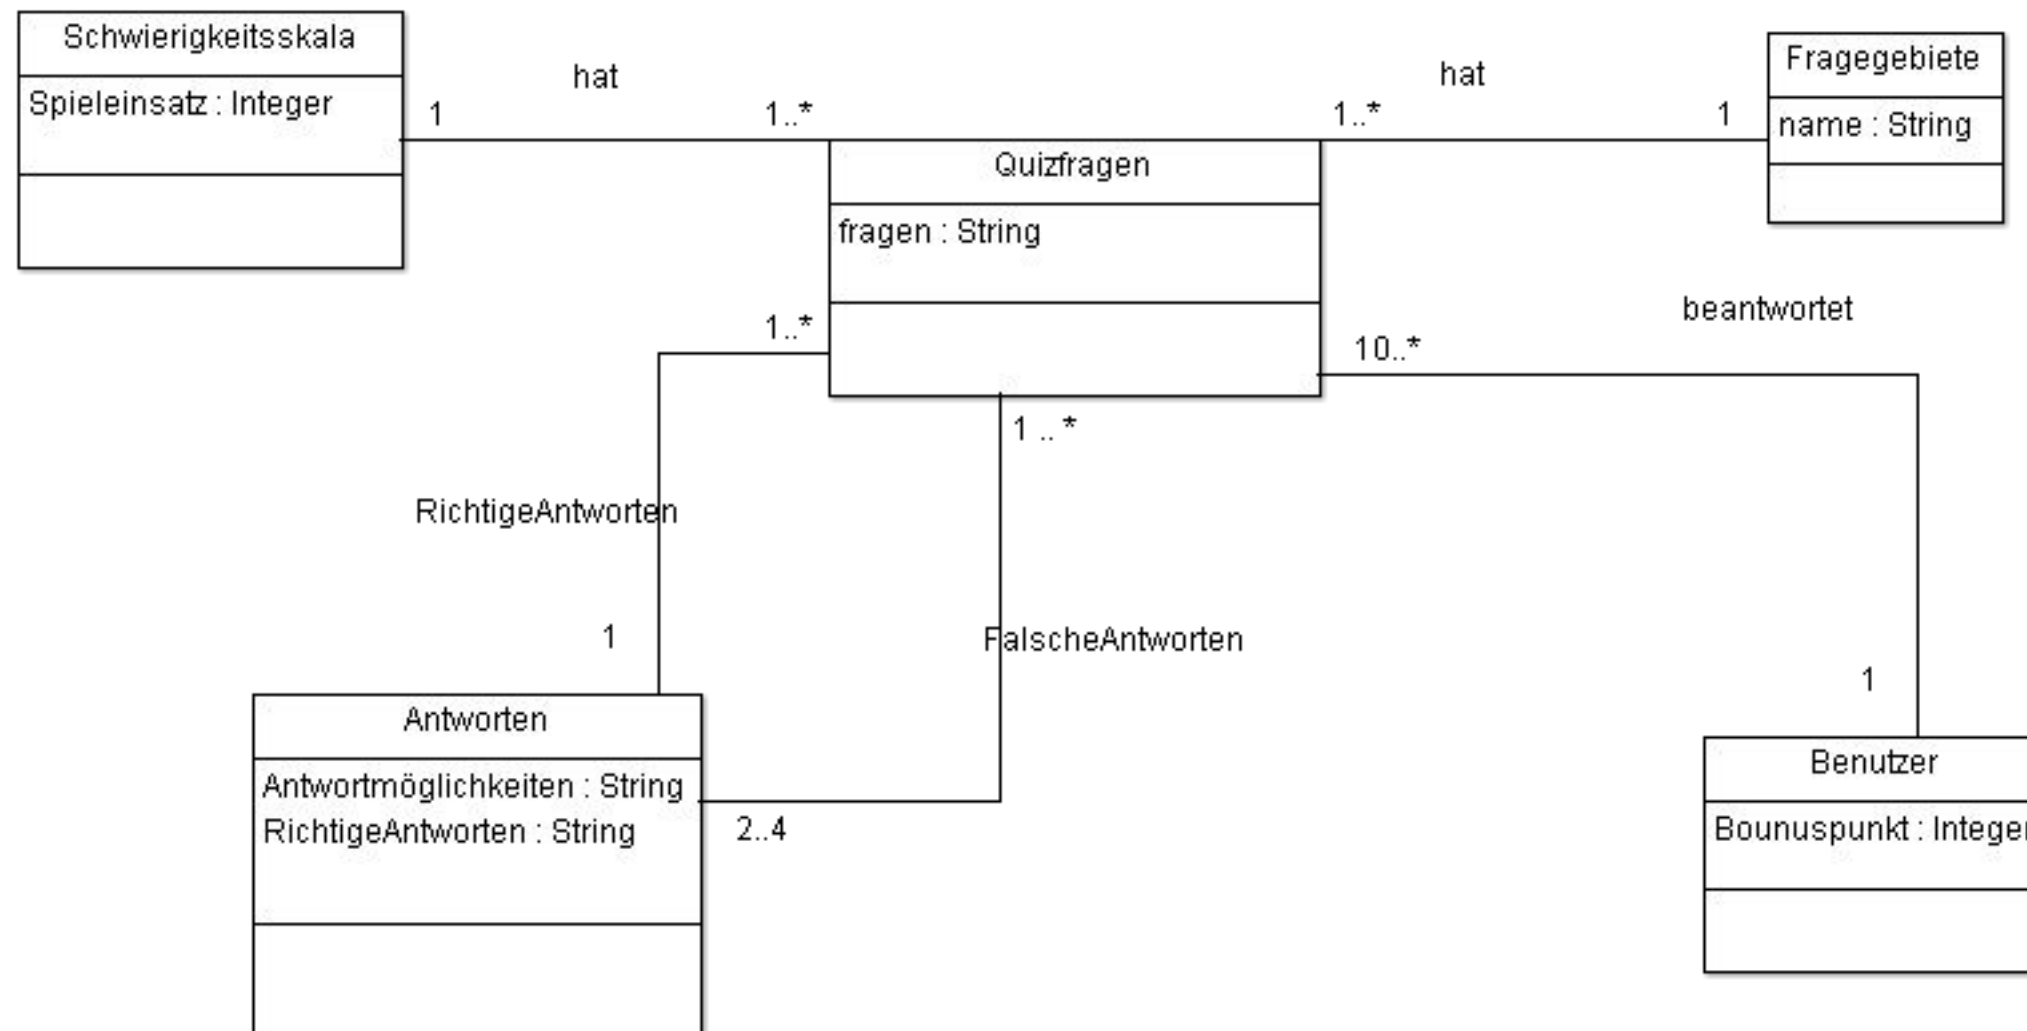 Schwierigkeitsskala
Spieleinsatz : Integer
hat
1
1..*
hat
1..*
1
Fragegebiete
name : String
Quizfragen
fragen : String
1..*
10..*
beantwortet
1 .. *
RichtigeAntworten
1
FalscheAntworten
1
Antworten
Antwortmöglichkeiten : String
RichtigeAntworten : String
2..4
Benutzer
Bounuspunkt : Integer